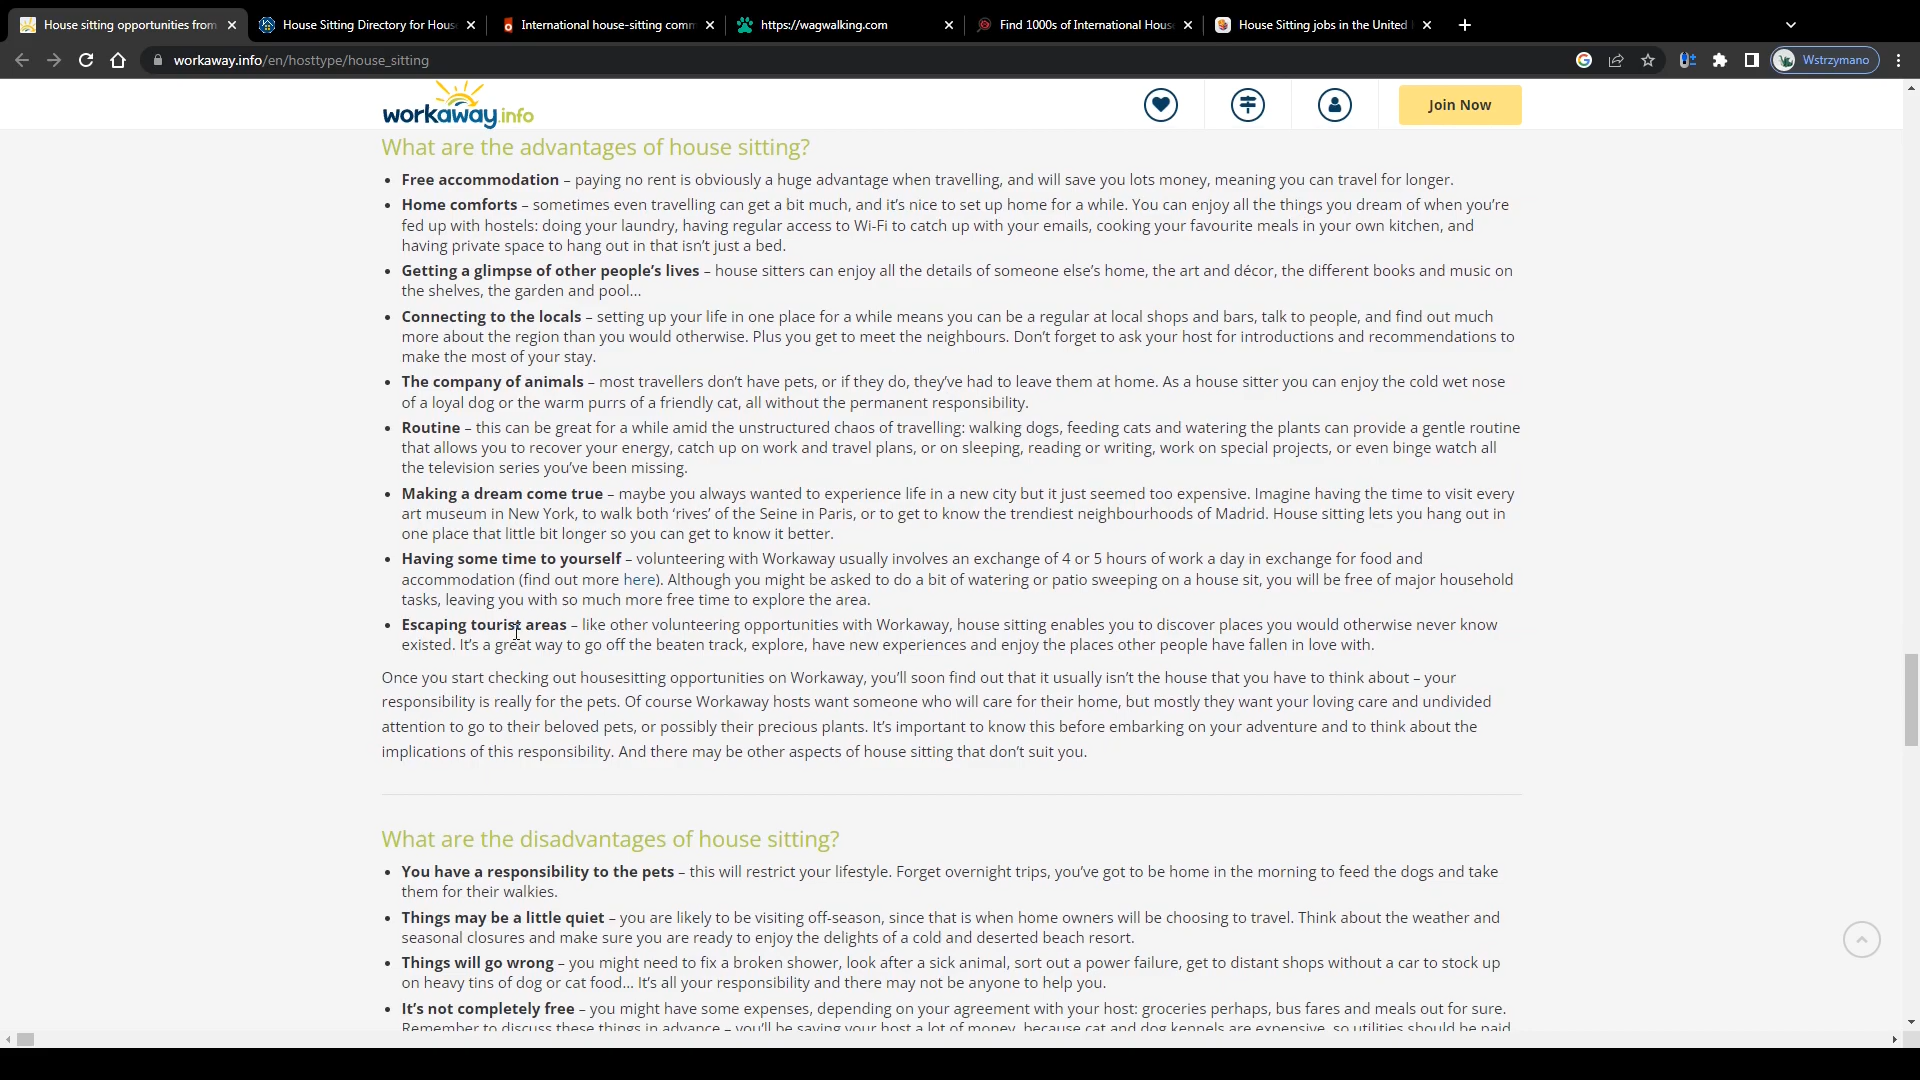 House sitting opportunities from
House Sitting Directory for Hous
International house-sitting comm
https://wagwalking.com
Find 1000s of International Hous
House Sitting jobs in the United
workaway.info/en/hosttype/house_sitting
Wstrzymano
workaway.info
Join Now
What are the advantages of house sitting?
• Free accommodation – paying no rent is obviously a huge advantage when travelling, and will save you lots money, meaning you can travel for longer.
• Home comforts – sometimes even travelling can get a bit much, and it’s nice to set up home for a while. You can enjoy all the things you dream of when you’re
fed up with hostels: doing your laundry, having regular access to Wi-Fi to catch up with your emails, cooking your favourite meals in your own kitchen, and
having private space to hang out in that isn’t just a bed.
• Getting a glimpse of other people’s lives – house sitters can enjoy all the details of someone else’s home, the art and décor, the different books and music on
the shelves, the garden and pool...
• Connecting to the locals – setting up your life in one place for a while means you can be a regular at local shops and bars, talk to people, and find out much
more about the region than you would otherwise. Plus you get to meet the neighbours. Don’t forget to ask your host for introductions and recommendations to
make the most of your stay.
• The company of animals – most travellers don’t have pets, or if they do, they’ve had to leave them at home. As a house sitter you can enjoy the cold wet nose
of a loyal dog or the warm purrs of a friendly cat, all without the permanent responsibility.
• Routine – this can be great for a while amid the unstructured chaos of travelling: walking dogs, feeding cats and watering the plants can provide a gentle routine
that allows you to recover your energy, catch up on work and travel plans, or on sleeping, reading or writing, work on special projects, or even binge watch all
the television series you’ve been missing.
• Making a dream come true – maybe you always wanted to experience life in a new city but it just seemed too expensive. Imagine having the time to visit every
art museum in New York, to walk both ‘rives’ of the Seine in Paris, or to get to know the trendiest neighbourhoods of Madrid. House sitting lets you hang out in
one place that little bit longer so you can get to know it better.
• Having some time to yourself – volunteering with Workaway usually involves an exchange of 4 or 5 hours of work a day in exchange for food and
accommodation (find out more here). Although you might be asked to do a bit of watering or patio sweeping on a house sit, you will be free of major household
tasks, leaving you with so much more free time to explore the area.
• Escaping tourist areas – like other volunteering opportunities with Workaway, house sitting enables you to discover places you would otherwise never know
existed. It’s a great way to go off the beaten track, explore, have new experiences and enjoy the places other people have fallen in love with.
Once you start checking out housesitting opportunities on Workaway, you’ll soon find out that it usually isn’t the house that you have to think about – your
responsibility is really for the pets. Of course Workaway hosts want someone who will care for their home, but mostly they want your loving care and undivided
attention to go to their beloved pets, or possibly their precious plants. It’s important to know this before embarking on your adventure and to think about the
implications of this responsibility. And there may be other aspects of house sitting that don’t suit you.
What are the disadvantages of house sitting?
• You have a responsibility to the pets – this will restrict your lifestyle. Forget overnight trips, you’ve got to be home in the morning to feed the dogs and take
them for their walkies.
• Things may be a little quiet – you are likely to be visiting off-season, since that is when home owners will be choosing to travel. Think about the weather and
seasonal closures and make sure you are ready to enjoy the delights of a cold and deserted beach resort.
• Things will go wrong – you might need to fix a broken shower, look after a sick animal, sort out a power failure, get to distant shops without a car to stock up
on heavy tins of dog or cat food... It’s all your responsibility and there may not be anyone to help you.
• It’s not completely free – you might have some expenses, depending on your agreement with your host: groceries perhaps, bus fares and meals out for sure.
Remember to discuss these things in advance – you’ll be saving your host a lot of money, because cat and dog kennels are expensive, so utilities should be paid